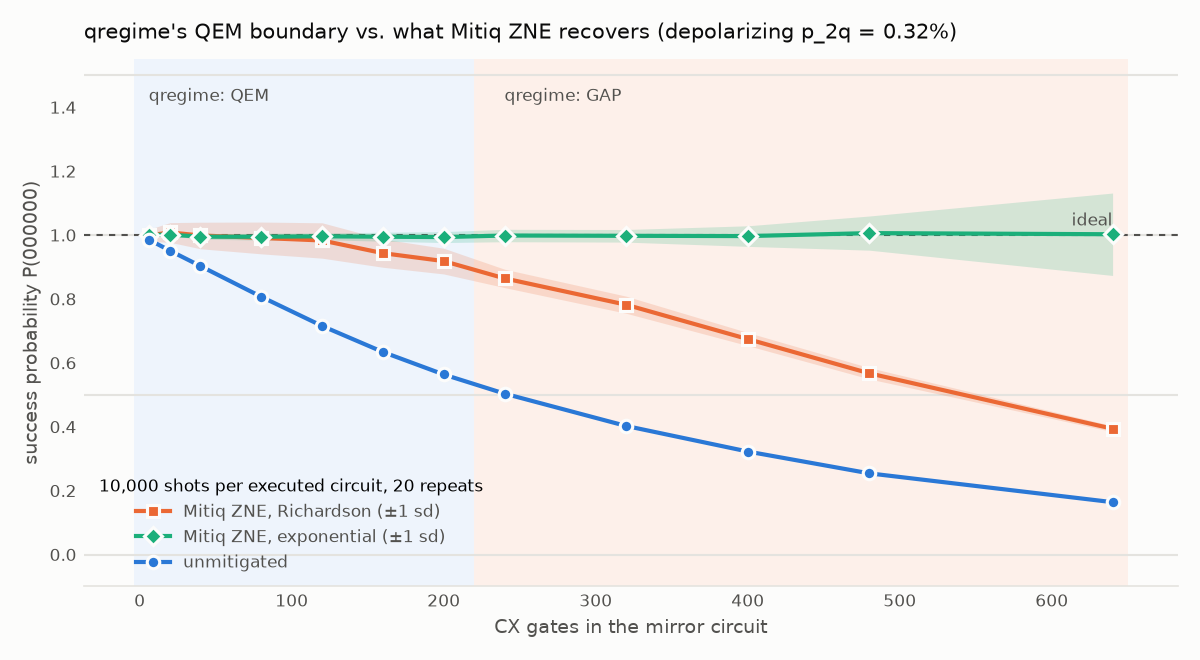 qregime's QEM boundary vs. what Mitiq ZNE recovers (depolarizing p_2q = 0.32%)
qregime: QEM
qregime: GAP
1.4
1.2
1.0
0.8
0.6
0.4
0.2
0.0
success probability P(000000)
ideal
10,000 shots per executed circuit, 20 repeats
Mitiq ZNE, Richardson (±1 sd)
Mitiq ZNE, exponential (±1 sd)
unmitigated
0
100
200
300
400
500
600
CX gates in the mirror circuit